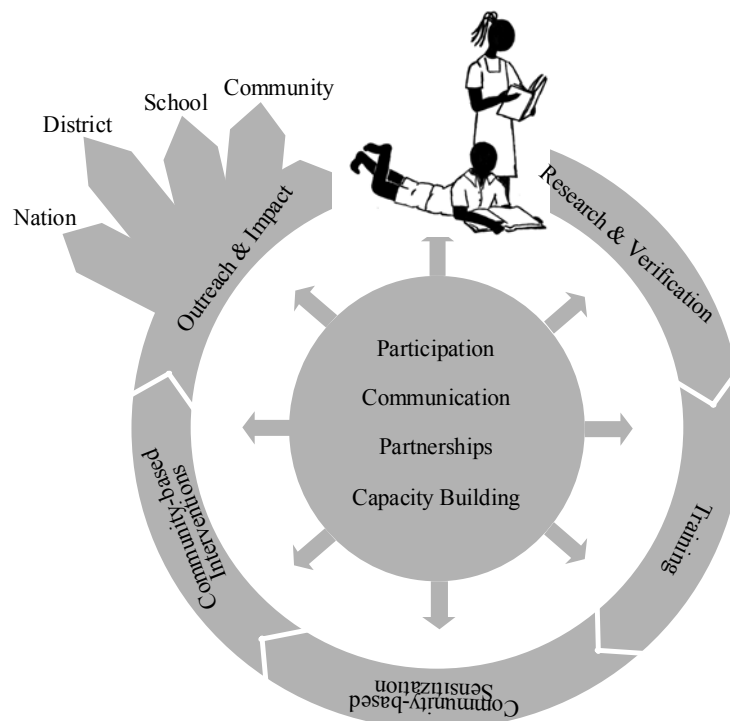 Community
School
District
Nation
Outreach & Impact
Research & Verification
Participation
Communication
Partnerships
Capacity Building
Training
Community-based
Interventions
Community-based
Sensitization